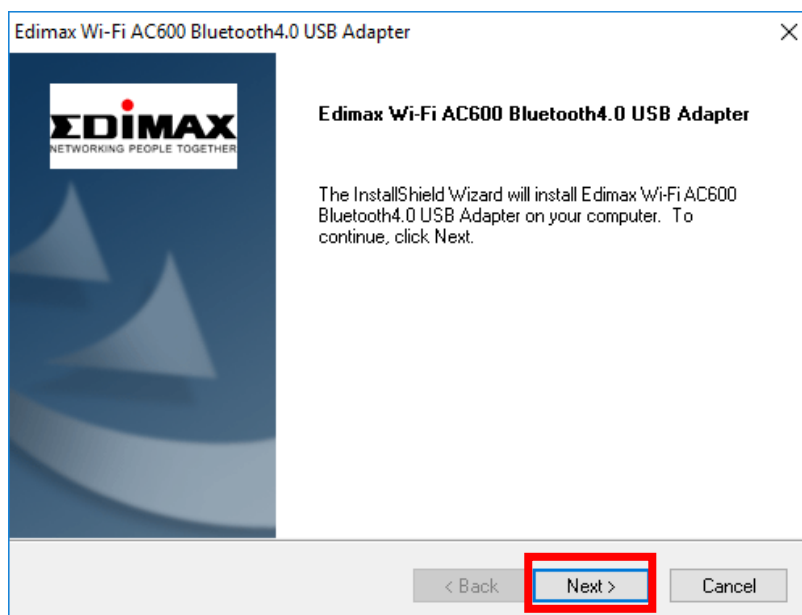 Edimax Wi-Fi AC600 Bluetooth4.0 USB Adapter
EDIMAX
NETWORKING PEOPLE TOGETHER
Edimax Wi-Fi AC600 Bluetooth4.0 USB Adapter
The InstallShield Wizard will install Edimax Wi-Fi AC600
Bluetooth4.0 USB Adapter on your computer.  To
continue, click Next.
< Back
Next >
Cancel